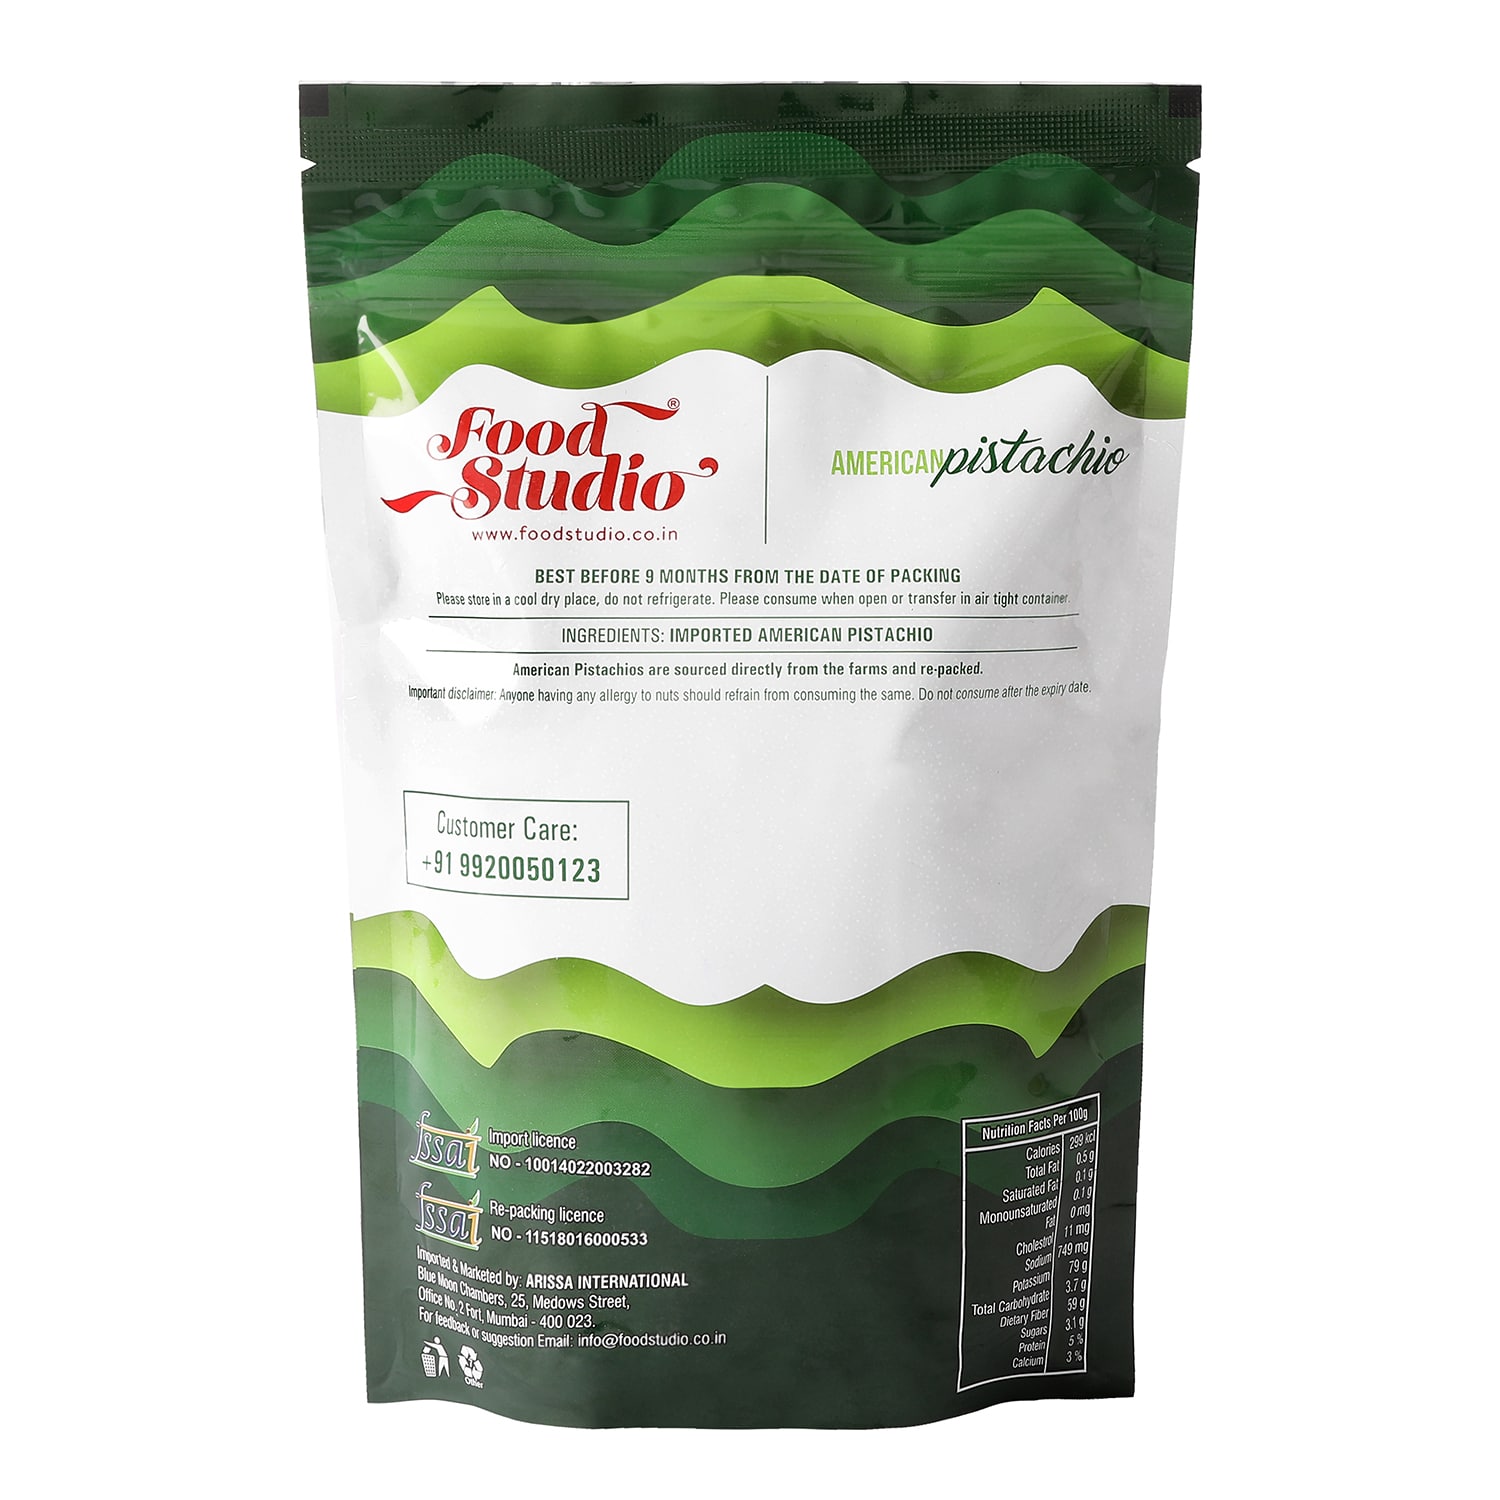 Food ®
Studio
www.foodstudio.co.in
AMERICAN pistachio
BEST BEFORE 9 MONTHS FROM THE DATE OF PACKING
Please store in a cool dry place, do not refrigerate. Please consume when open or transfer in air tight container.
INGREDIENTS: IMPORTED AMERICAN PISTACHIO
American Pistachios are sourced directly from the farms and re-packed.
Important disclaimer: Anyone having any allergy to nuts should refrain from consuming the same. Do not consume after the expiry date.
Customer Care:
+91 9920050123
fssai
Import licence
NO - 10014022003282
fssai
Re-packing licence
NO - 11518016000533
Imported & Marketed by: ARISSA INTERNATIONAL
Blue Moon Chambers, 25, Medows Street,
Office No. 2 Fort, Mumbai - 400 023.
For feedback or suggestion Email: info@foodstudio.co.in
Other
Nutrition Facts Per 100g
Calories 299 kcl
Total Fat 0.5 g
Saturated Fat 0.1 g
Monounsaturated 0.1 g
Fat 0 mg
Cholestrol 11 mg
Sodium 749 mg
Potassium 79 g
Total Carbohydrate 3.7 g
Dietary Fiber 59 g
Sugars 3.1 g
Protein 5 %
Calcium 3 %